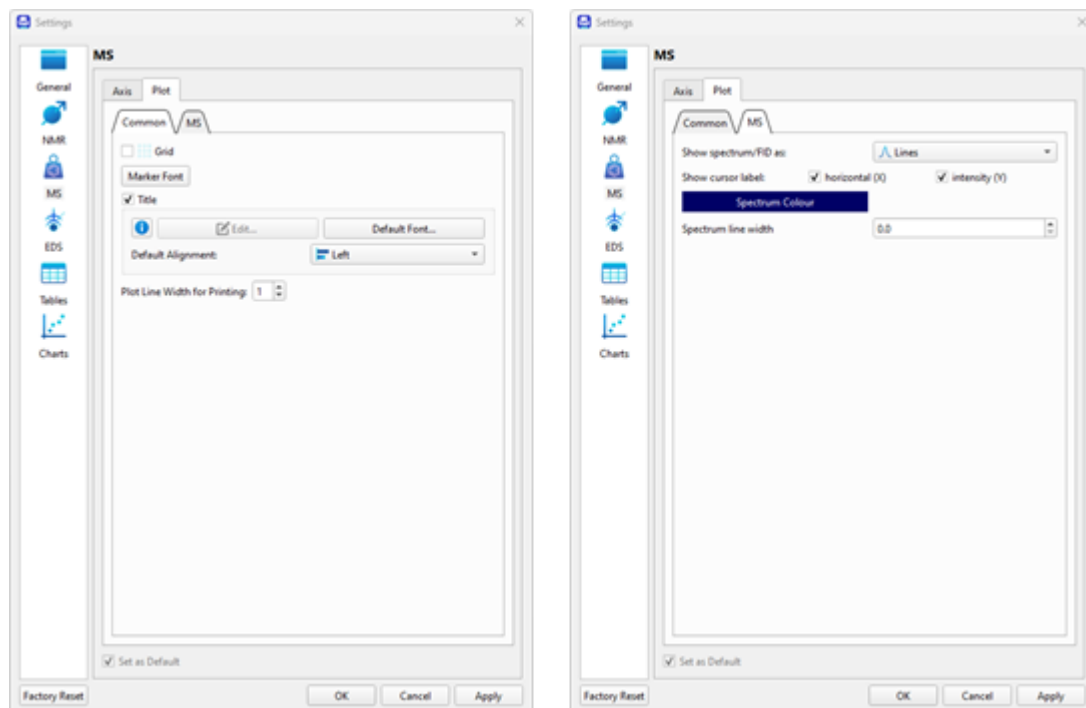 Settings
MS
General
NMR
MS
EDS
Tables
Charts
Axis Plot
Common MS
Grid
Marker Font
Title
Edit... Default Font...
Default Alignment: Left
Plot Line Width for Printing: 1
Set as Default
Factory Reset OK Cancel Apply
Settings
MS
General
NMR
MS
EDS
Tables
Charts
Axis Plot
Common MS
Show spectrum/FID as: Lines
Show cursor label: horizontal (X) intensity (Y)
Spectrum Colour
Spectrum line width 0.0
Set as Default
Factory Reset OK Cancel Apply